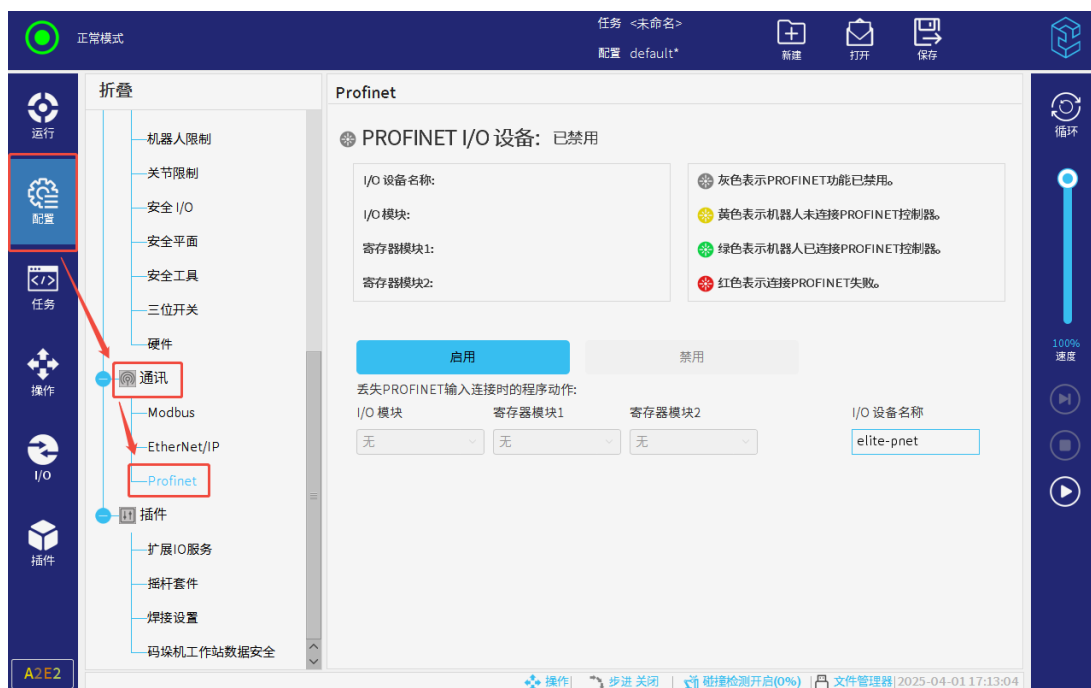 正常模式
任务 <未命名>
配置 default*
新建
打开
保存
运行
配置
任务
操作
I/O
插件
A2E2
折叠
机器人限制
关节限制
安全 I/O
安全平面
安全工具
三位开关
硬件
通讯
Modbus
EtherNet/IP
Profinet
插件
扩展IO服务
摇杆套件
焊接设置
码垛机工作站数据安全
Profinet
PROFINET I/O 设备: 已禁用
I/O 设备名称:
I/O 模块:
寄存器模块1:
寄存器模块2:
灰色表示PROFINET功能已禁用。
黄色表示机器人未连接PROFINET控制器。
绿色表示机器人已连接PROFINET控制器。
红色表示连接PROFINET失败。
启用 禁用
丢失PROFINET输入连接时的程序动作:
I/O 模块 寄存器模块1 寄存器模块2 I/O 设备名称
无 无 无 elite-pnet
循环
100%
速度
操作| 步进 关闭 | 碰撞检测开启(0%) | 文件管理器|2025-04-01 17:13:04